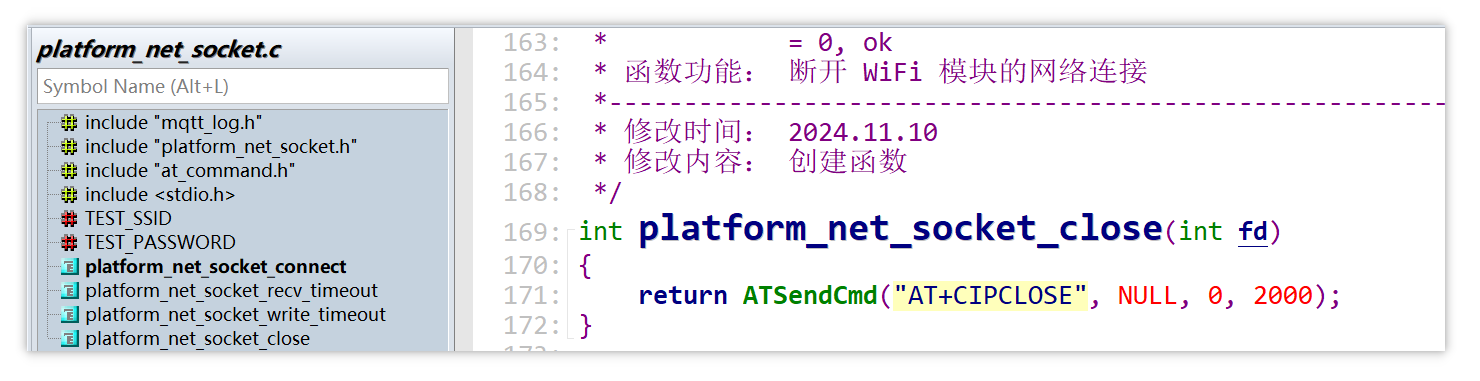 platform_net_socket.c
Symbol Name (Alt+L)
include "mqtt_log.h"
include "platform_net_socket.h"
include "at_command.h"
include <stdio.h>
TEST_SSID
TEST_PASSWORD
platform_net_socket_connect
platform_net_socket_recv_timeout
platform_net_socket_write_timeout
platform_net_socket_close
163: * = 0, ok
164: * 函数功能： 断开 WiFi 模块的网络连接
165: *--------------------------------------------------------
166: * 修改时间： 2024.11.10
167: * 修改内容： 创建函数
168: */
169: int platform_net_socket_close(int fd)
170: {
171: return ATSendCmd("AT+CIPCLOSE", NULL, 0, 2000);
172: }